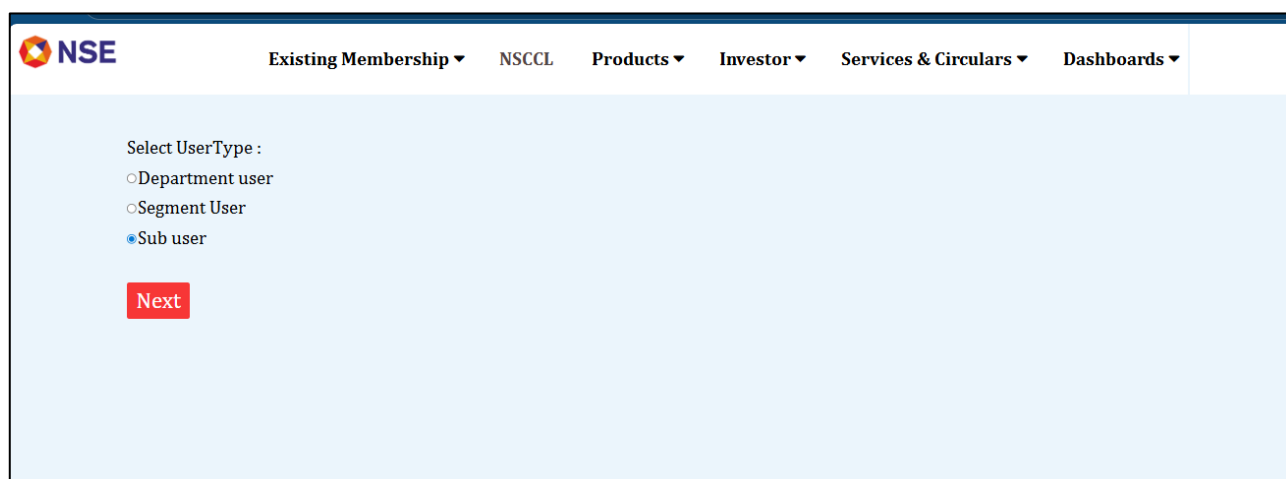 NSE
Existing Membership NSCCL Products Investor Services & Circulars Dashboards
Select UserType :
Department user
Segment User
Sub user
Next